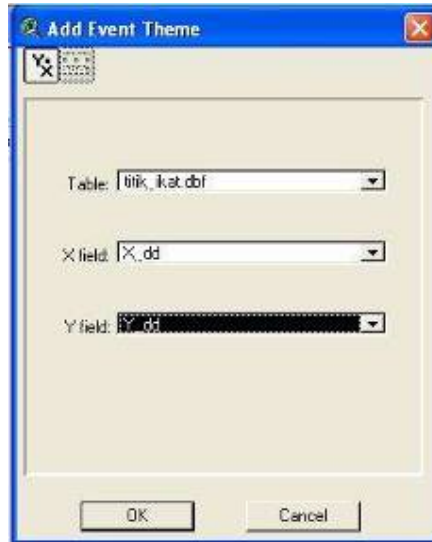 Add Event Theme
Table: titik_ikat.dbf
X field: X_dd
Y field: Y_dd
OK Cancel